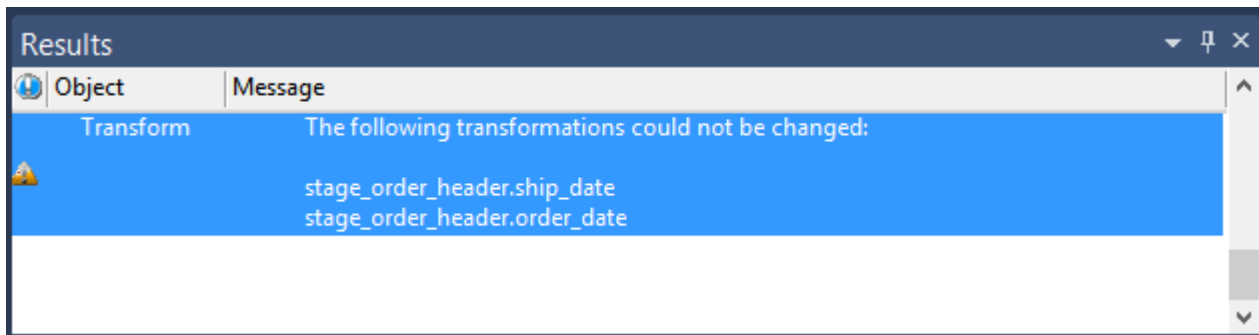 Results
Object Message
Transform The following transformations could not be changed:
stage_order_header.ship_date
stage_order_header.order_date